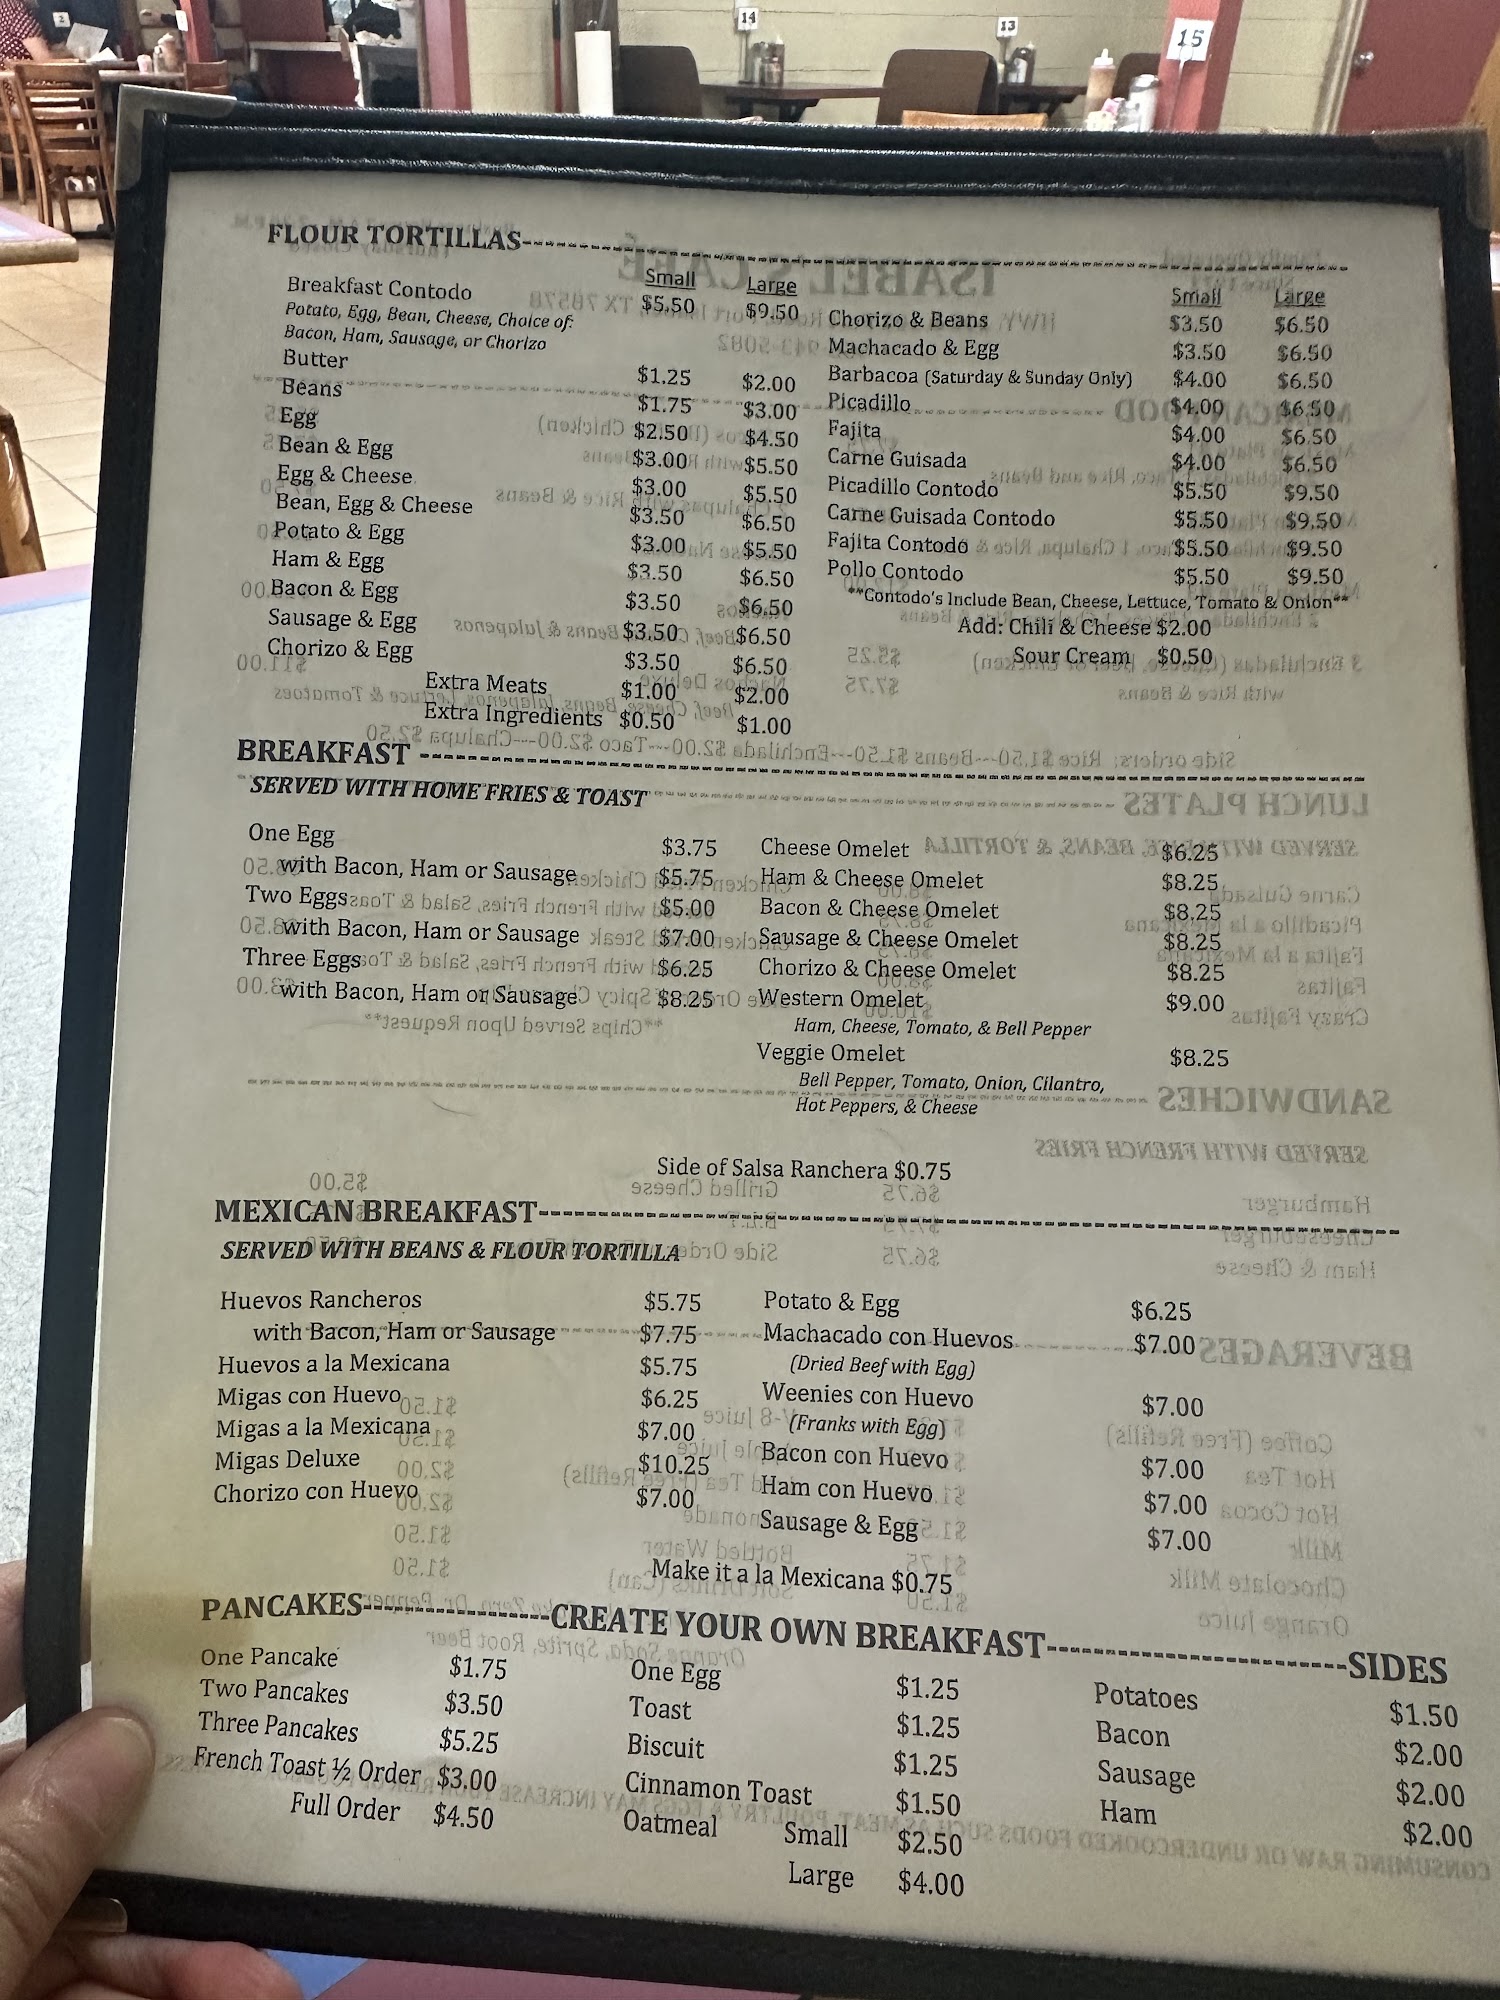 2
14
13
15
FLOUR TORTILLAS
Small Large
Breakfast Contodo $5.50 $9.50
Potato, Egg, Bean, Cheese, Choice of:
Bacon, Ham, Sausage, or Chorizo
Butter $1.25 $2.00
Beans $1.75 $3.00
Egg $2.50 $4.50
Bean & Egg $3.00 $5.50
Egg & Cheese $3.00 $5.50
Bean, Egg & Cheese $3.50 $6.50
Potato & Egg $3.00 $5.50
Ham & Egg $3.50 $6.50
Bacon & Egg $3.50 $6.50
Sausage & Egg $3.50 $6.50
Chorizo & Egg $3.50 $6.50
Extra Meats $1.00 $2.00
Extra Ingredients $0.50 $1.00
Small Large
Chorizo & Beans $3.50 $6.50
Machacado & Egg $3.50 $6.50
Barbacoa (Saturday & Sunday Only) $4.00 $6.50
Picadillo $4.00 $6.50
Fajita $4.00 $6.50
Carne Guisada $4.00 $6.50
Picadillo Contodo $5.50 $9.50
Carne Guisada Contodo $5.50 $9.50
Fajita Contodo $5.50 $9.50
Pollo Contodo $5.50 $9.50
**Contodo's Include Bean, Cheese, Lettuce, Tomato & Onion**
Add: Chili & Cheese $2.00
Sour Cream $0.50
BREAKFAST
SERVED WITH HOME FRIES & TOAST
One Egg $3.75
with Bacon, Ham or Sausage $5.75
Two Eggs $5.00
with Bacon, Ham or Sausage $7.00
Three Eggs $6.25
with Bacon, Ham or Sausage $8.25
Cheese Omelet $6.25
Ham & Cheese Omelet $8.25
Bacon & Cheese Omelet $8.25
Sausage & Cheese Omelet $8.25
Chorizo & Cheese Omelet $8.25
Western Omelet $9.00
Ham, Cheese, Tomato, & Bell Pepper
Veggie Omelet $8.25
Bell Pepper, Tomato, Onion, Cilantro,
Hot Peppers, & Cheese
Side of Salsa Ranchera $0.75
MEXICAN BREAKFAST
SERVED WITH BEANS & FLOUR TORTILLA
Huevos Rancheros $5.75
with Bacon, Ham or Sausage $7.75
Huevos a la Mexicana $5.75
Migas con Huevo $6.25
Migas a la Mexicana $7.00
Migas Deluxe $10.25
Chorizo con Huevo $7.00
Potato & Egg $6.25
Machacado con Huevos $7.00
(Dried Beef with Egg)
Weenies con Huevo $7.00
(Franks with Egg)
Bacon con Huevo $7.00
Ham con Huevo $7.00
Sausage & Egg $7.00
Make it a la Mexicana $0.75
PANCAKES
One Pancake $1.75
Two Pancakes $3.50
Three Pancakes $5.25
French Toast ½ Order $3.00
Full Order $4.50
CREATE YOUR OWN BREAKFAST
One Egg $1.25
Toast $1.25
Biscuit $1.25
Cinnamon Toast $1.50
Oatmeal Small $2.50
Large $4.00
SIDES
Potatoes $1.50
Bacon $2.00
Sausage $2.00
Ham $2.00